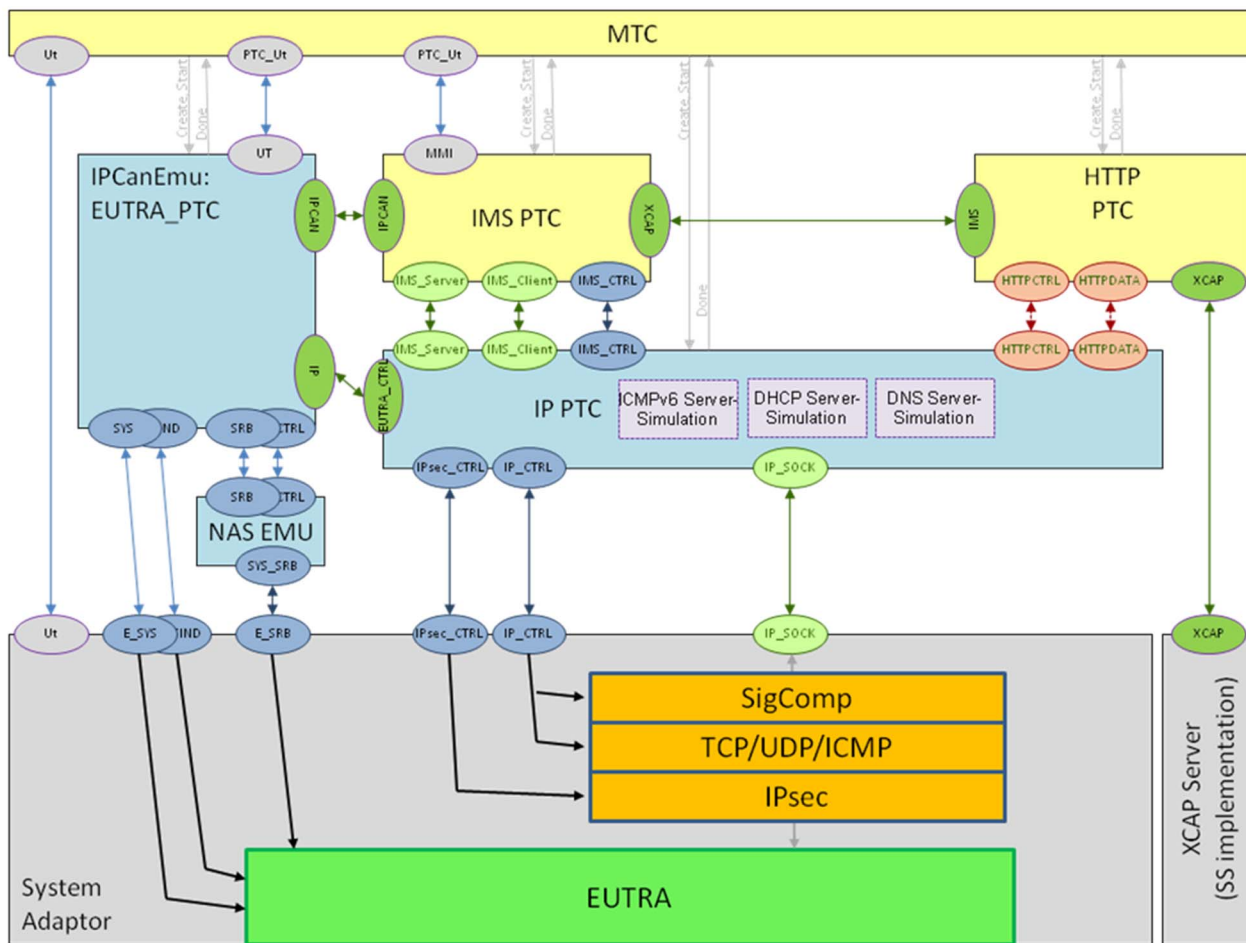 MTC
Ut
PTC_Ut
PTC_Ut
Create, Start
Done
Create, Start
Done
Create, Start
Done
Create, Start
Done
UT
MMI
IPCanEmu:
EUTRA_PTC
IPCAN
IPCAN
IMS PTC
XCAP
SMI
HTTP
PTC
IMS_Server
IMS_Client
IMS_CTRL
HTTPCTRL
HTTPDATA
XCAP
IMS_Server
IMS_Client
IMS_CTRL
HTTPCTRL
HTTPDATA
IP
EUTRA_CTRL
IP PTC
ICMPv6 Server-
Simulation
DHCP Server-
Simulation
DNS Server-
Simulation
SYS
IND
SRB
CTRL
IPsec_CTRL
IP_CTRL
IP_SOCK
SRB
CTRL
NAS EMU
SYS_SRB
Ut
E_SYS
E_SRB
IPsec_CTRL
IP_CTRL
IP_SOCK
XCAP
SigComp
TCP/UDP/ICMP
IPsec
EUTRA
System
Adaptor
XCAP Server
(SS implementation)